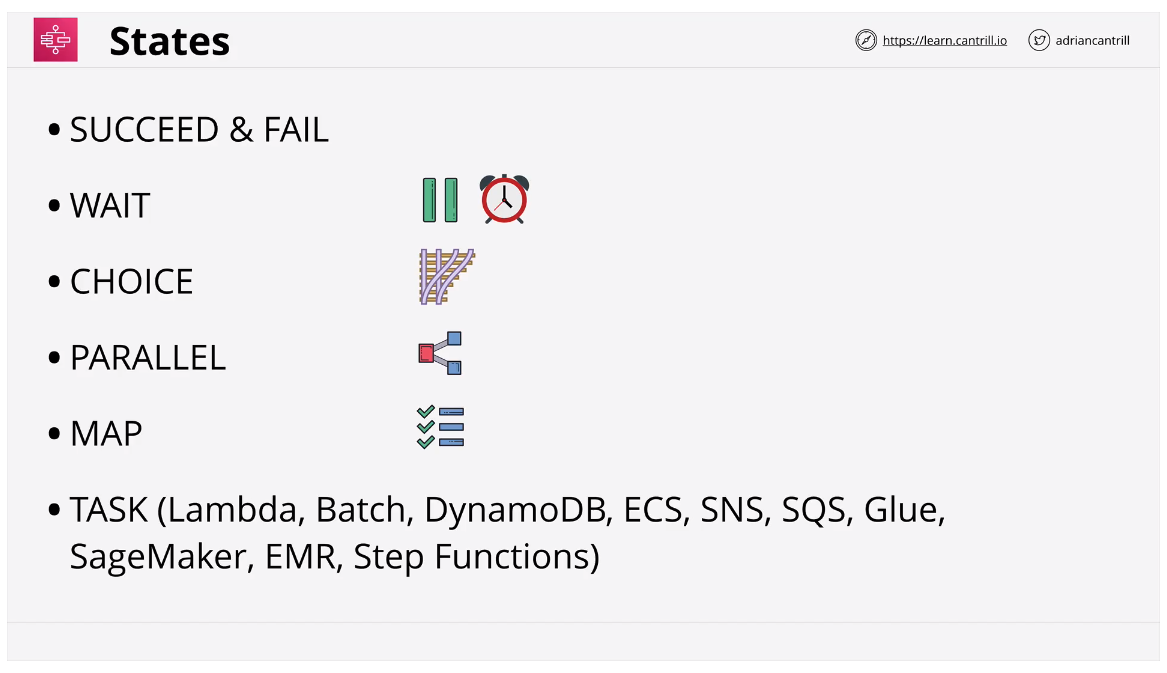 States
https://learn.cantrill.io
adriancantrill
• SUCCEED & FAIL
• WAIT
• CHOICE
• PARALLEL
• MAP
• TASK (Lambda, Batch, DynamoDB, ECS, SNS, SQS, Glue,
SageMaker, EMR, Step Functions)